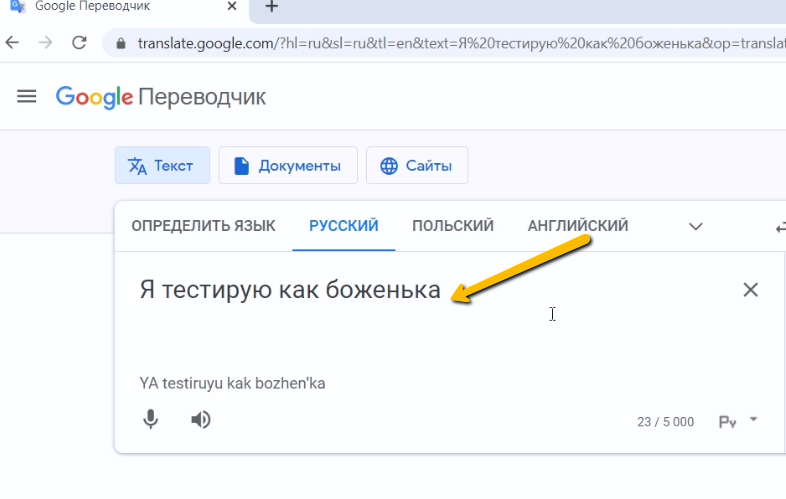 Google Переводчик
translate.google.com/?hl=ru&sl=ru&tl=en&text=Я%20тестирую%20как%20боженька&op=translat
Google Переводчик
Текст
Документы
Сайты
ОПРЕДЕЛИТЬ ЯЗЫК РУССКИЙ ПОЛЬСКИЙ АНГЛИЙСКИЙ
Я тестирую как боженька
YA testiruyu kak bozhen'ka
23 / 5 000 Ру